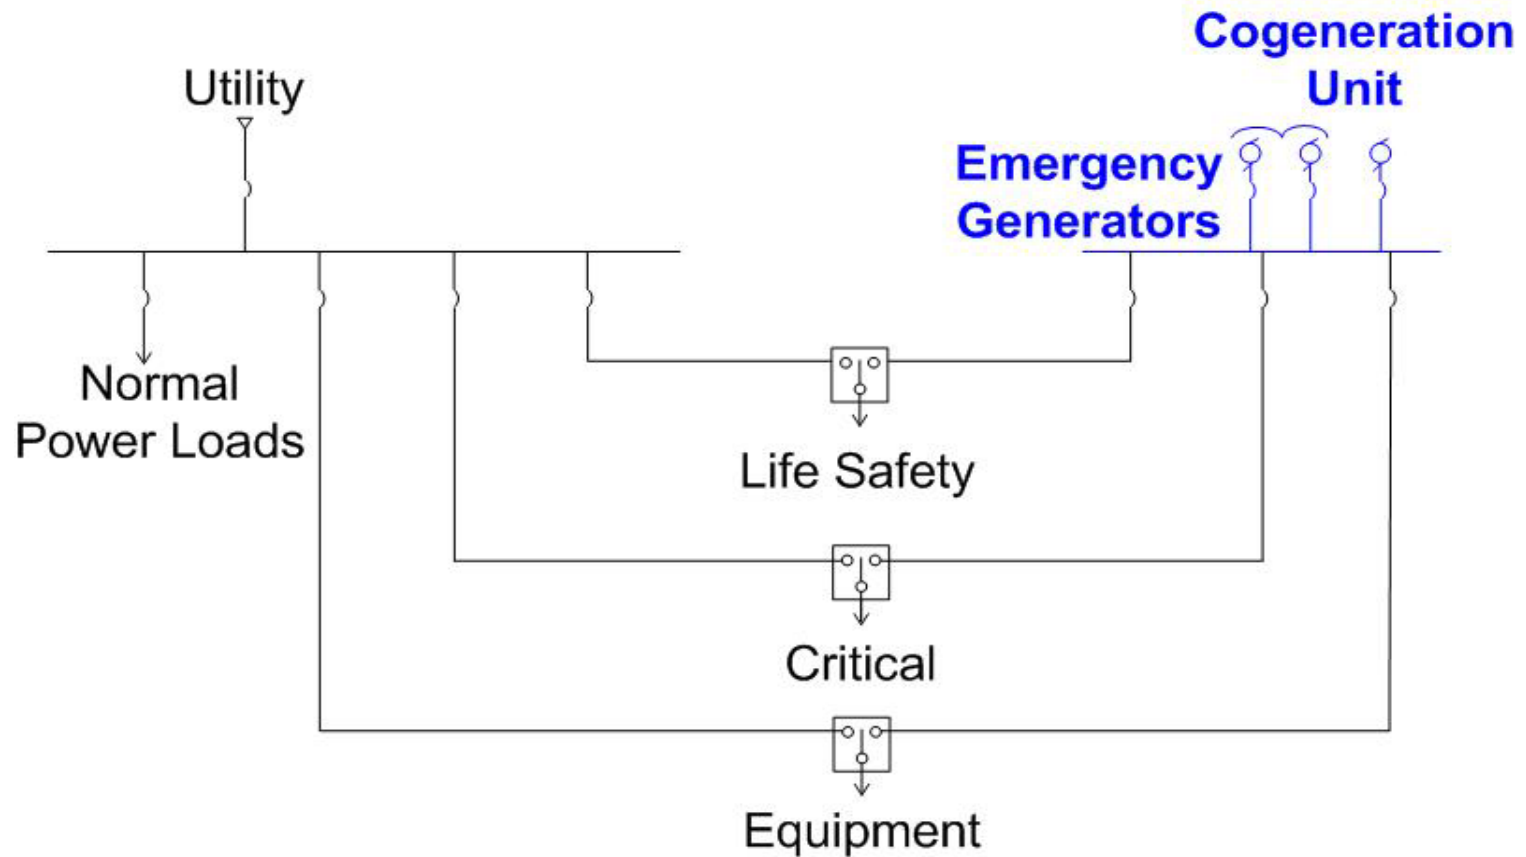 Cogeneration
Unit
Utility
Emergency
Generators
Normal
Power Loads
Life Safety
Critical
Equipment